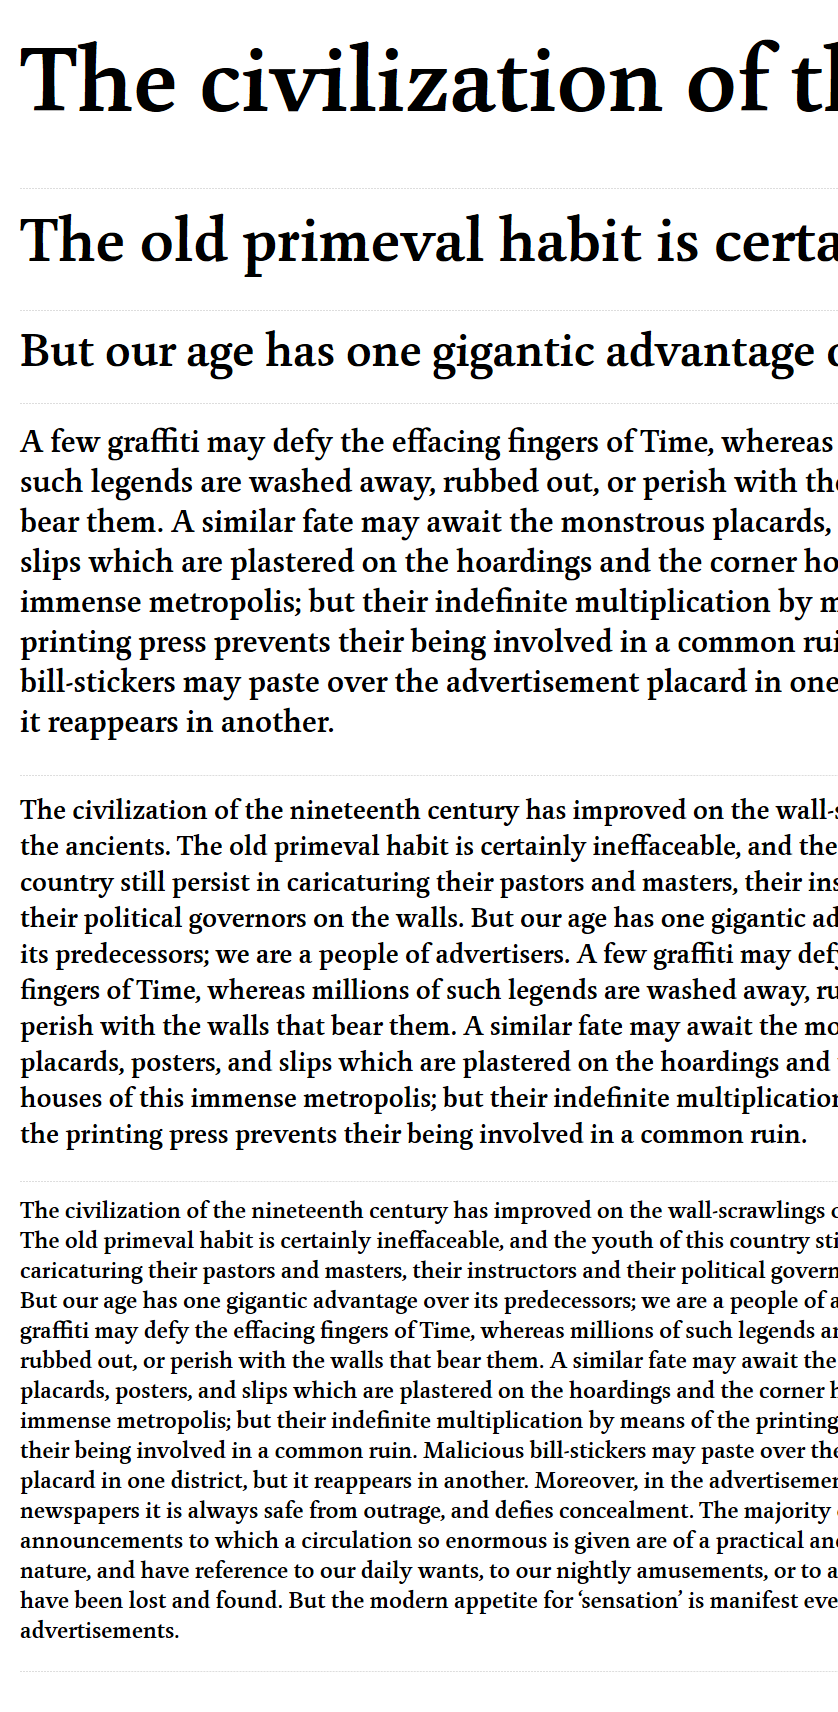 The civilization of
The old primeval habit is
But our age has one gigantic advantage
A few graffiti may defy the effacing fingers of Time, whereas
such legends are washed away, rubbed out, or perish with
bear them. A similar fate may await the monstrous placards,
slips which are plastered on the hoardings and the corner
immense metropolis; but their indefinite multiplication by
printing press prevents their being involved in a common
bill-stickers may paste over the advertisement placard in one
it reappears in another.
The civilization of the nineteenth century has improved on the
the ancients. The old primeval habit is certainly ineffaceable, and the
country still persist in caricaturing their pastors and masters, their
their political governors on the walls. But our age has one gigantic
its predecessors; we are a people of advertisers. A few graffiti may defy
fingers of Time, whereas millions of such legends are washed away,
perish with the walls that bear them. A similar fate may await the
placards, posters, and slips which are plastered on the hoardings and
houses of this immense metropolis; but their indefinite multiplication
the printing press prevents their being involved in a common ruin.
The civilization of the nineteenth century has improved on the wall-scrawlings
The old primeval habit is certainly ineffaceable, and the youth of this country
caricaturing their pastors and masters, their instructors and their political
But our age has one gigantic advantage over its predecessors; we are a people of
graffiti may defy the effacing fingers of Time, whereas millions of such legends
rubbed out, or perish with the walls that bear them. A similar fate may await the
placards, posters, and slips which are plastered on the hoardings and the corner
immense metropolis; but their indefinite multiplication by means of the printing
their being involved in a common ruin. Malicious bill-stickers may paste over the
placard in one district, but it reappears in another. Moreover, in the
newspapers it is always safe from outrage, and defies concealment. The majority
announcements to which a circulation so enormous is given are of a practical
nature, and have reference to our daily wants, to our nightly amusements, or to
have been lost and found. But the modern appetite for ‘sensation’ is manifest
advertisements.